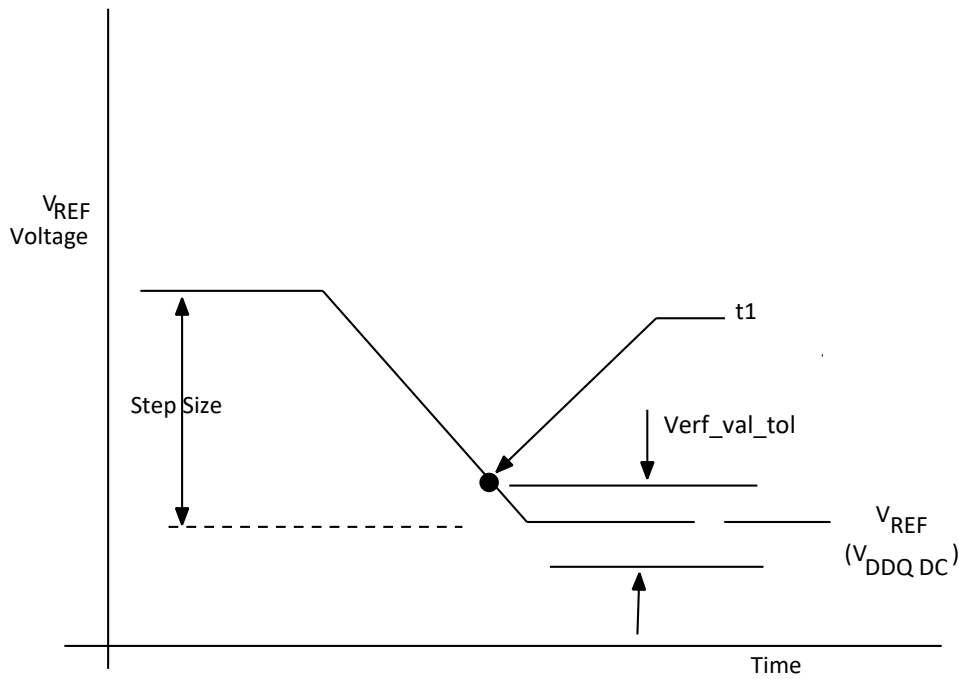 VREF
Voltage
t1
Step Size
Verf_val_tol
VREF
(VDDQ DC)
Time